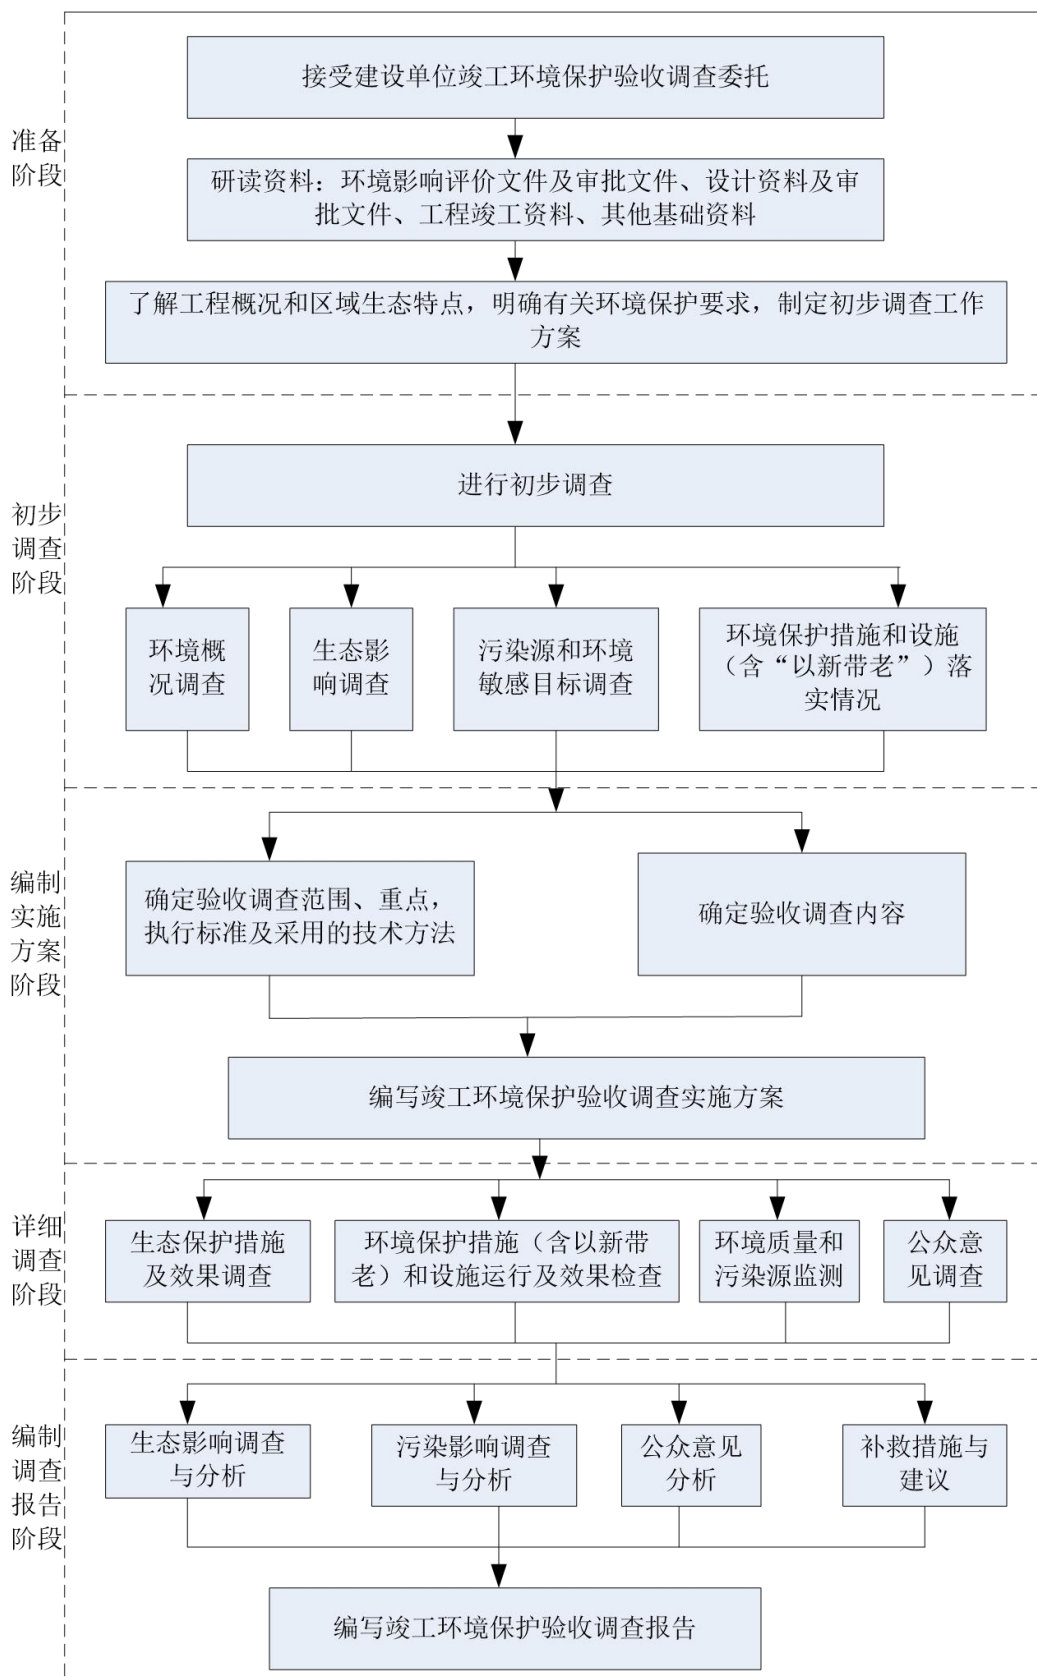 接受建设单位竣工环境保护验收调查委托
准备
阶段
研读资料：环境影响评价文件及审批文件、设计资料及审
批文件、工程竣工资料、其他基础资料
了解工程概况和区域生态特点，明确有关环境保护要求，制定初步调查工作
方案
初步
调查
阶段
进行初步调查
环境概
况调查
生态影
响调查
污染源和环境
敏感目标调查
环境保护措施和设施
（含“以新带老”）落
实情况
编制
实施
方案
阶段
确定验收调查范围、重点，
执行标准及采用的技术方法
确定验收调查内容
编写竣工环境保护验收调查实施方案
详细
调查
阶段
生态保护措施
及效果调查
环境保护措施（含以新带
老）和设施运行及效果检查
环境质量和
污染源监测
公众意
见调查
编制
调查
报告
阶段
生态影响调查
与分析
污染影响调查
与分析
公众意见
分析
补救措施与
建议
编写竣工环境保护验收调查报告